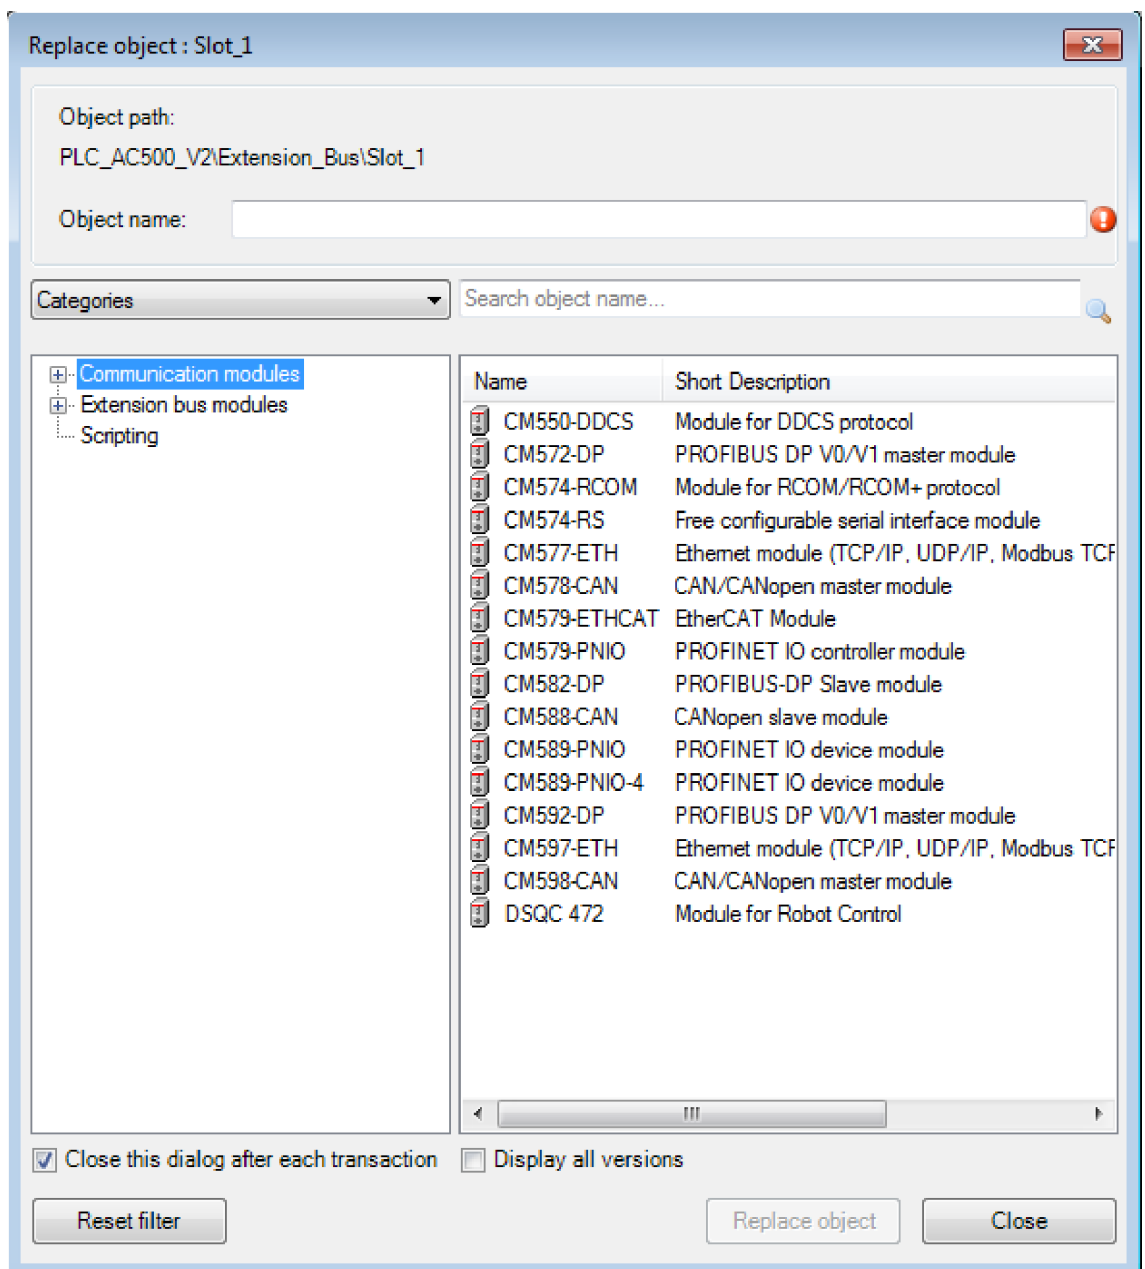 Replace object : Slot_1
Object path:
PLC_AC500_V2\Extension_Bus\Slot_1
Object name:
Categories
Search object name...
Communication modules
Extension bus modules
Scripting
Name Short Description
CM550-DDCS Module for DDCS protocol
CM572-DP PROFIBUS DP V0/V1 master module
CM574-RCOM Module for RCOM/RCOM+ protocol
CM574-RS Free configurable serial interface module
CM577-ETH Ethernet module (TCP/IP, UDP/IP, Modbus TCP
CM578-CAN CAN/CANopen master module
CM579-ETHCAT EtherCAT Module
CM579-PNIO PROFINET IO controller module
CM582-DP PROFIBUS-DP Slave module
CM588-CAN CANopen slave module
CM589-PNIO PROFINET IO device module
CM589-PNIO-4 PROFINET IO device module
CM592-DP PROFIBUS DP V0/V1 master module
CM597-ETH Ethernet module (TCP/IP, UDP/IP, Modbus TCP
CM598-CAN CAN/CANopen master module
DSQC 472 Module for Robot Control
Close this dialog after each transaction Display all versions
Reset filter Replace object Close